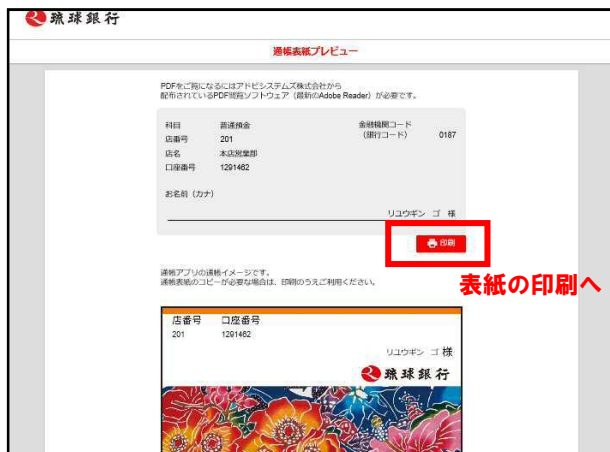 琉球銀行
通帳表紙プレビュー
PDFをご覧になるにはアドビシステムズ株式会社から
配布されているPDF閲覧ソフトウェア（最新のAdobe Reader）が必要です。
科目 普通預金 金融機関コード
（銀行コード） 0187
店番号 201
店名 本店営業部
口座番号 1291462
お名前（カナ）
リユウギン ゴ 様
印刷
表紙の印刷へ
通帳アプリの通帳イメージです。
通帳表紙のコピーが必要な場合は、印刷のうえご利用ください。
店番号 口座番号
201 1291462
リユウギン ゴ 様
琉球銀行